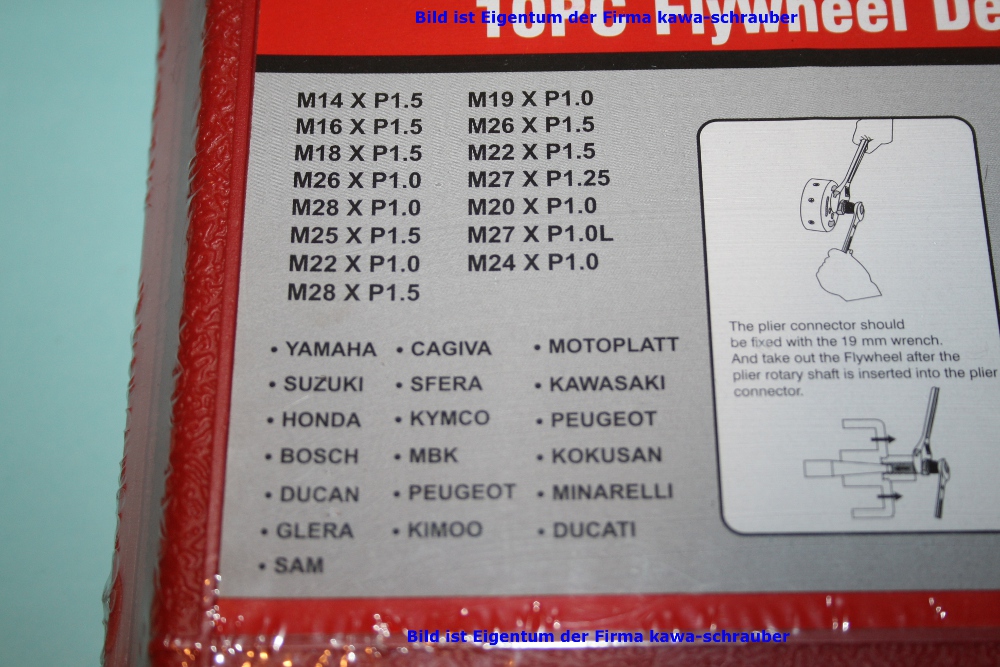 Bild ist Eigentum der Firma kawa-schrauber
10PC Flywheel
M14 X P1.5
M16 X P1.5
M18 X P1.5
M26 X P1.0
M28 X P1.0
M25 X P1.5
M22 X P1.0
M28 X P1.5
M19 X P1.0
M26 X P1.5
M22 X P1.5
M27 X P1.25
M20 X P1.0
M27 X P1.0L
M24 X P1.0
• YAMAHA • CAGIVA • MOTOPLATT
• SUZUKI • SFERA • KAWASAKI
• HONDA • KYMCO • PEUGEOT
• BOSCH • MBK • KOKUSAN
• DUCAN • PEUGEOT • MINARELLI
• GLERA • KIMOO • DUCATI
• SAM
The plier connector should
be fixed with the 19 mm wrench.
And take out the Flywheel after the
plier rotary shaft is inserted into the plier
connector.
Bild ist Eigentum der Firma kawa-schrauber